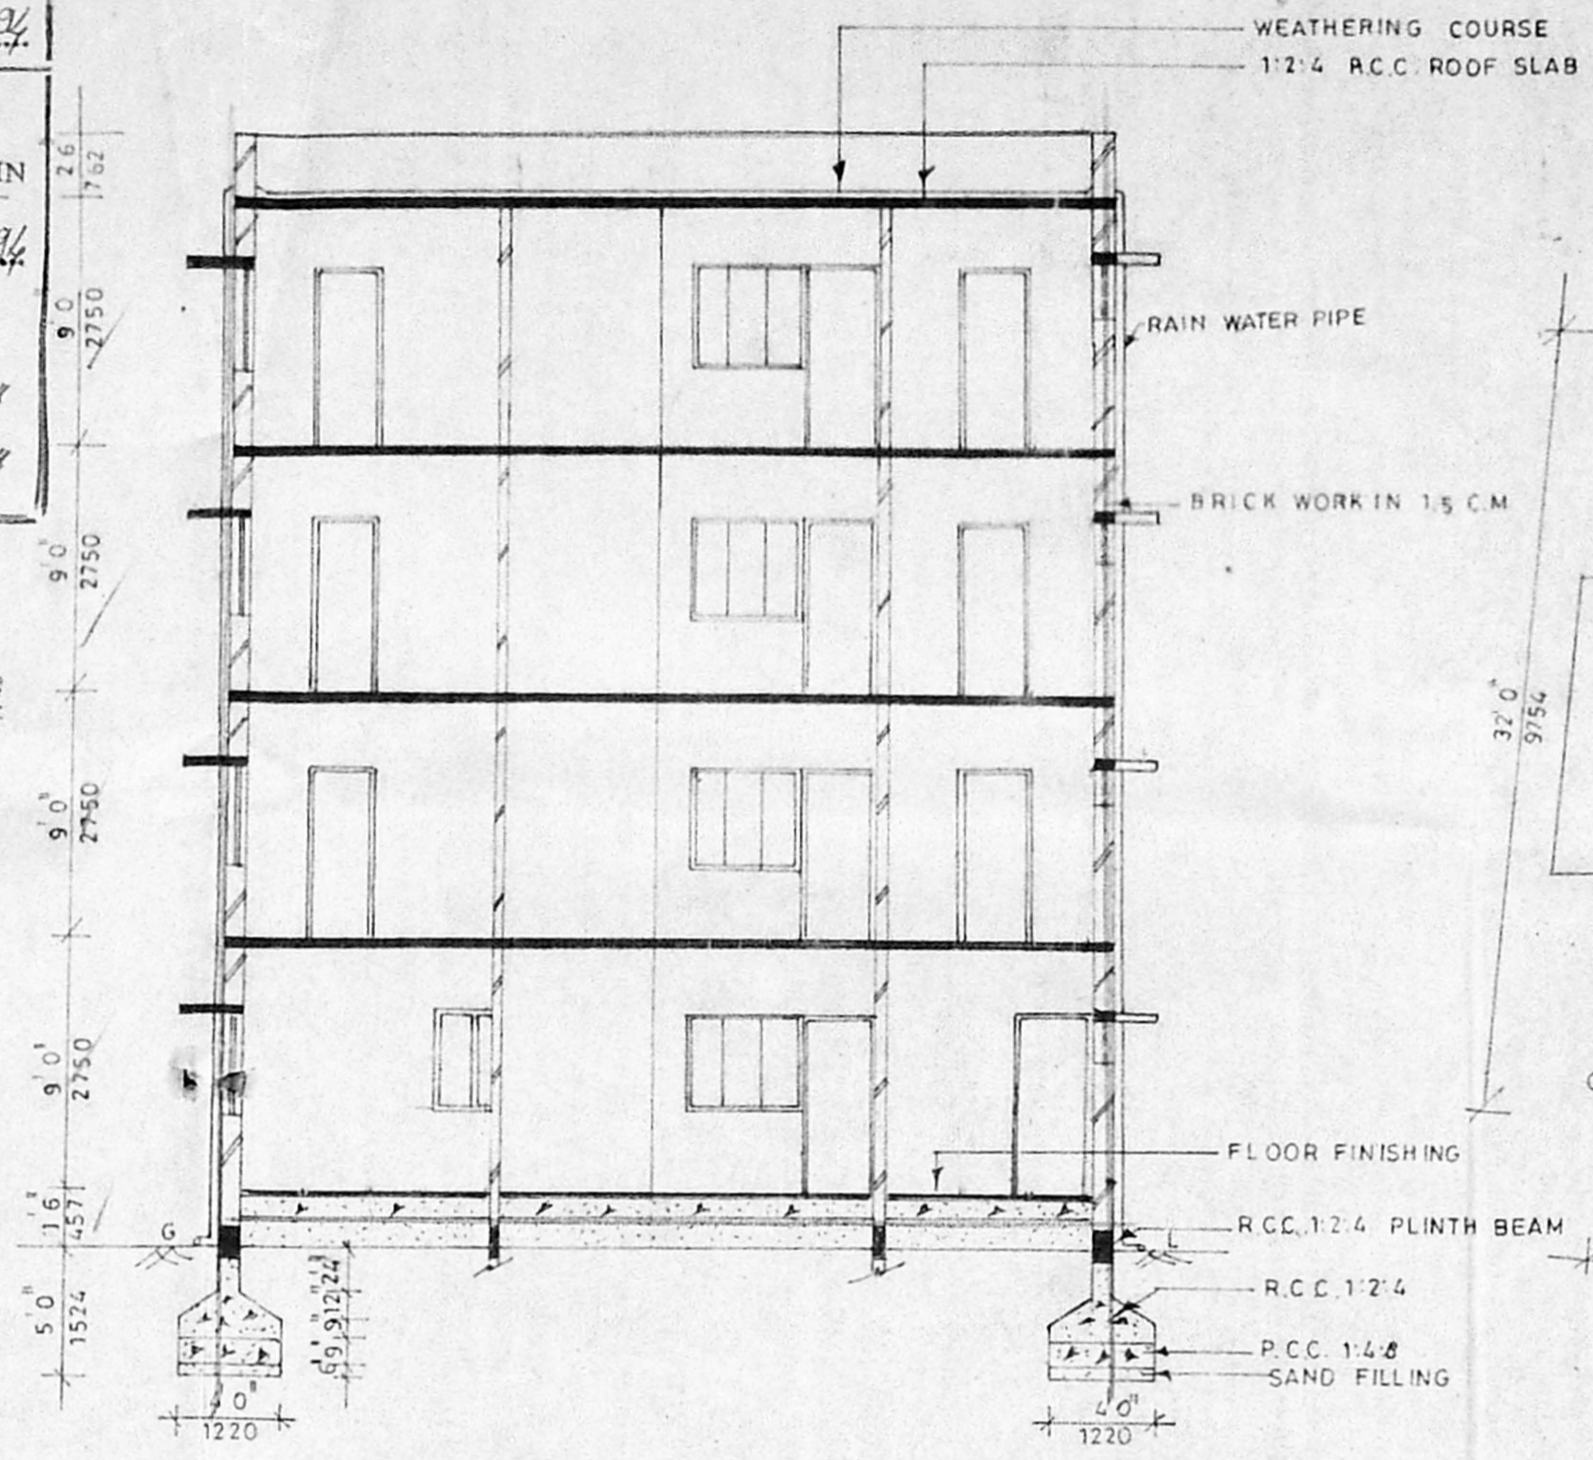 WEATHERING COURSE
1:2:4 R.C.C. ROOF SLAB
2 6
762
IN
9 0
2750
RAIN WATER PIPE
BRICK WORK IN 1:5 C.M
9' 0"
2750
32' 0"
9754
9' 0"
2750
9' 0"
2750
FLOOR FINISHING
1' 6"
457
G
R.C.C. 1:2:4 PLINTH BEAM
L
5' 0"
1524
R.C.C. 1:2:4
P.C.C. 1:4:8
SAND FILLING
0"
1220
4' 0"
1220